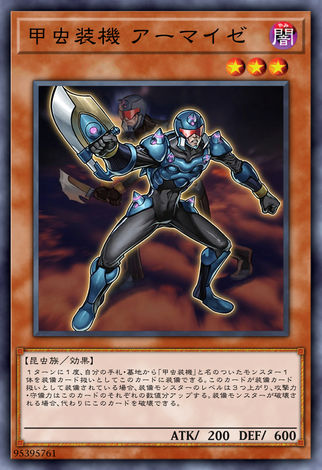 甲虫装機 アーマイゼ
やみ
闇
【昆虫族／効果】
１ターンに１度、自分の手札・墓地から「甲虫装機」と名のついたモンスター１
体を装備カード扱いとしてこのカードに装備できる。このカードが装備カード
扱いとして装備されている場合、装備モンスターのレベルは３つ上がり、攻撃力
・守備力はこのカードのそれぞれの数値分アップする。装備モンスターが破壊さ
れる場合、代わりにこのカードを破壊できる。
ATK/ 200 DEF/ 600
95395761